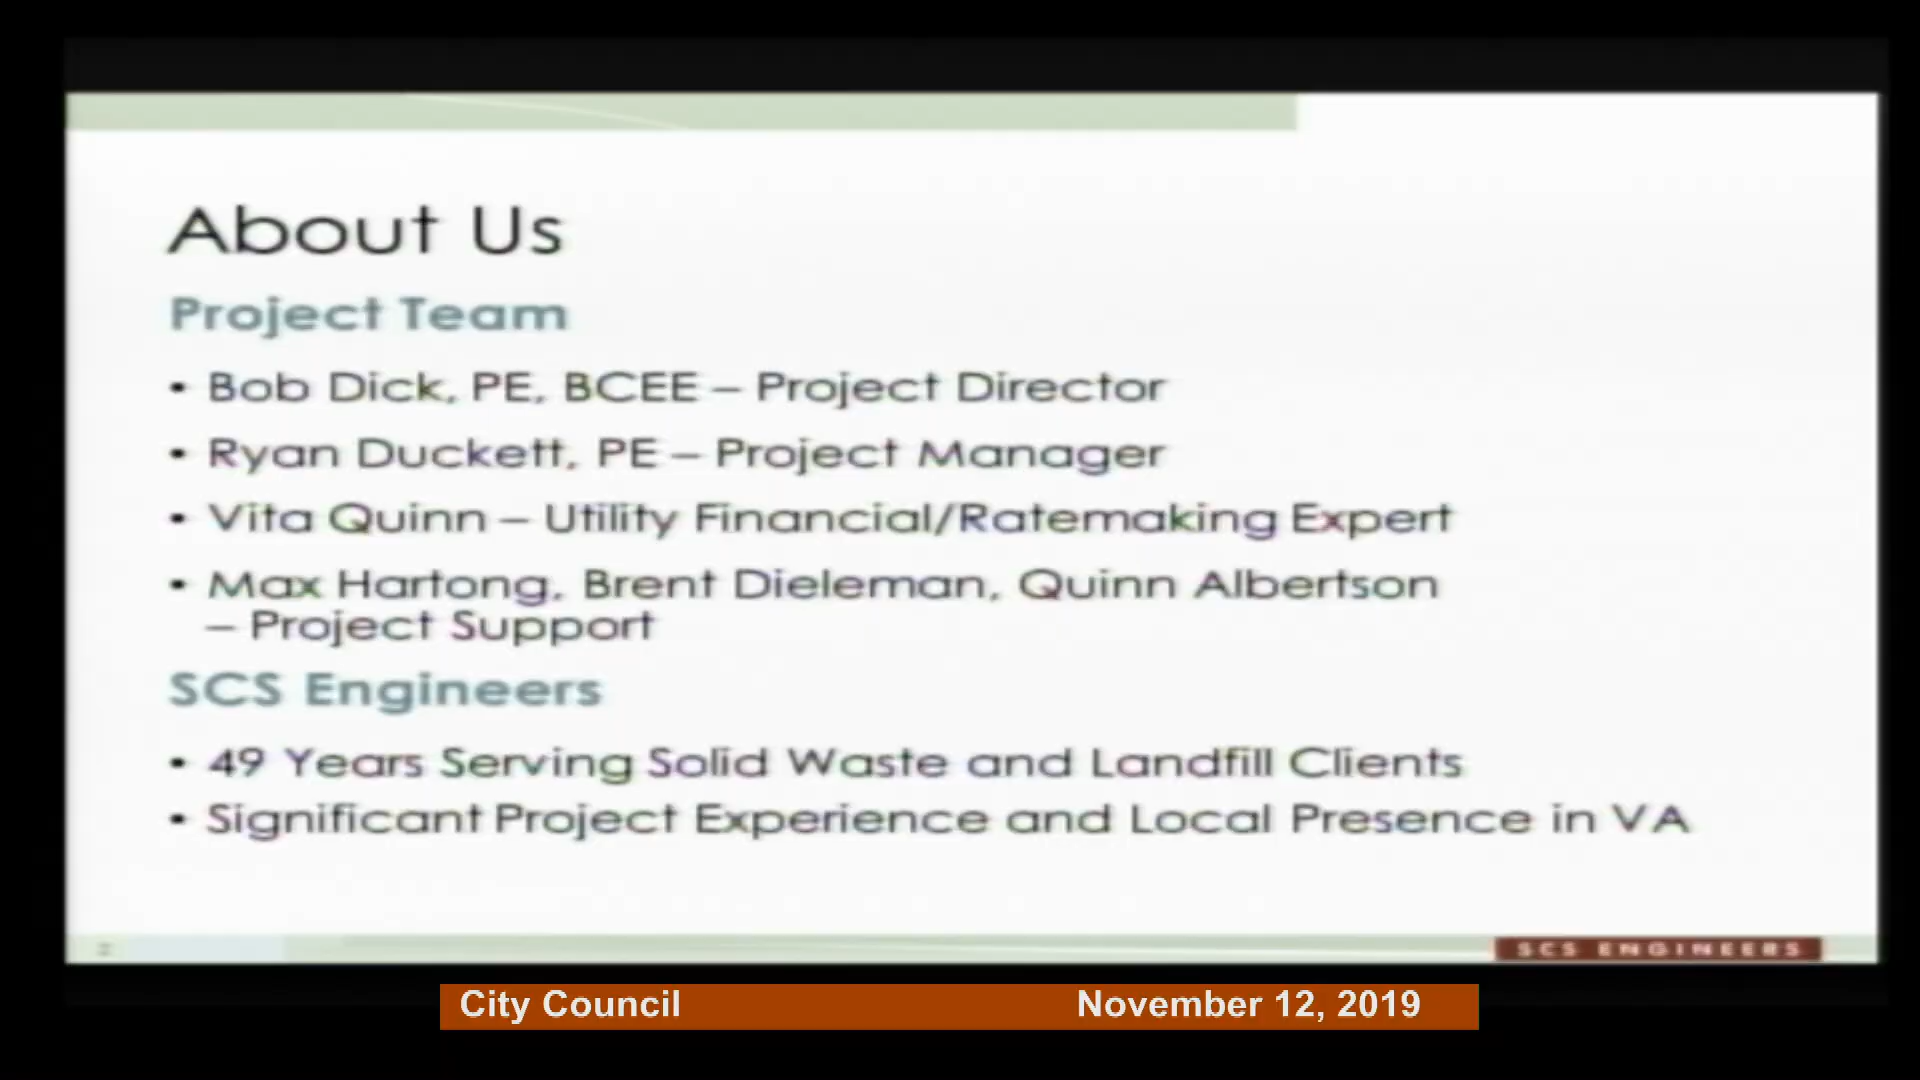 About Us
Project Team
• Bob Dick, PE, BCEE – Project Director
• Ryan Duckett, PE – Project Manager
• Vita Quinn – Utility Financial/Ratemaking Expert
• Max Hartong, Brent Dieleman, Quinn Albertson
– Project Support
SCS Engineers
• 49 Years Serving Solid Waste and Landfill Clients
• Significant Project Experience and Local Presence in VA
2
SCS ENGINEERS
City Council November 12, 2019